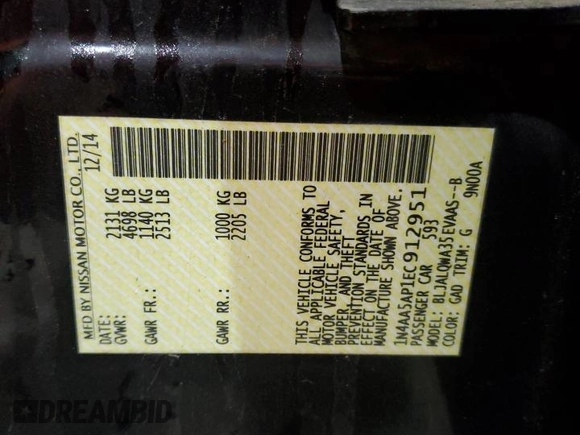 MFD BY NISSAN MOTOR CO., LTD.
DATE: 12/14
GVWR: 2131 KG
4698 LB
GAWR FR.: 1140 KG
2513 LB
GAWR RR.: 1000 KG
2205 LB
THIS VEHICLE CONFORMS TO
ALL APPLICABLE FEDERAL
MOTOR VEHICLE SAFETY,
BUMPER, AND THEFT
PREVENTION STANDARDS IN
EFFECT ON THE DATE OF
MANUFACTURE SHOWN ABOVE.
1N4AA5AP1EC912951
PASSENGER CAR 593
MODEL: BLJALQWA35EVAAS--B
COLOR: GAD TRIM: G 9N00A
DREAMBID